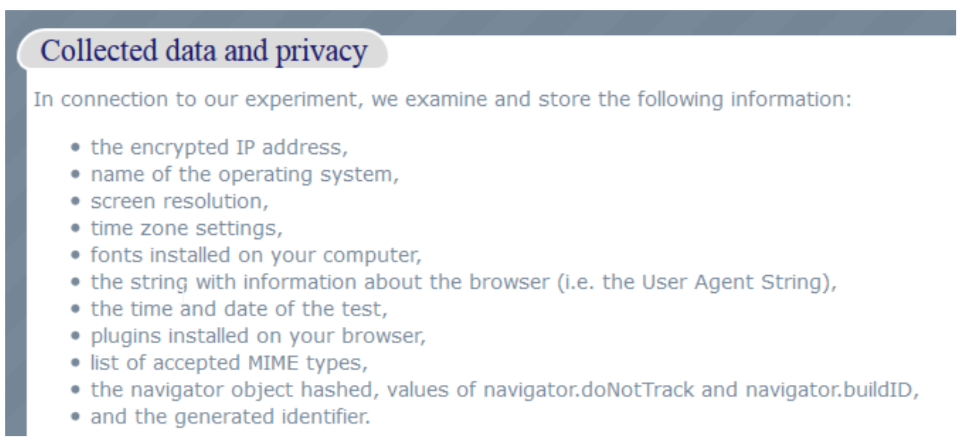 Collected data and privacy
In connection to our experiment, we examine and store the following information:
• the encrypted IP address,
• name of the operating system,
• screen resolution,
• time zone settings,
• fonts installed on your computer,
• the string with information about the browser (i.e. the User Agent String),
• the time and date of the test,
• plugins installed on your browser,
• list of accepted MIME types,
• the navigator object hashed, values of navigator.doNotTrack and navigator.buildID,
• and the generated identifier.